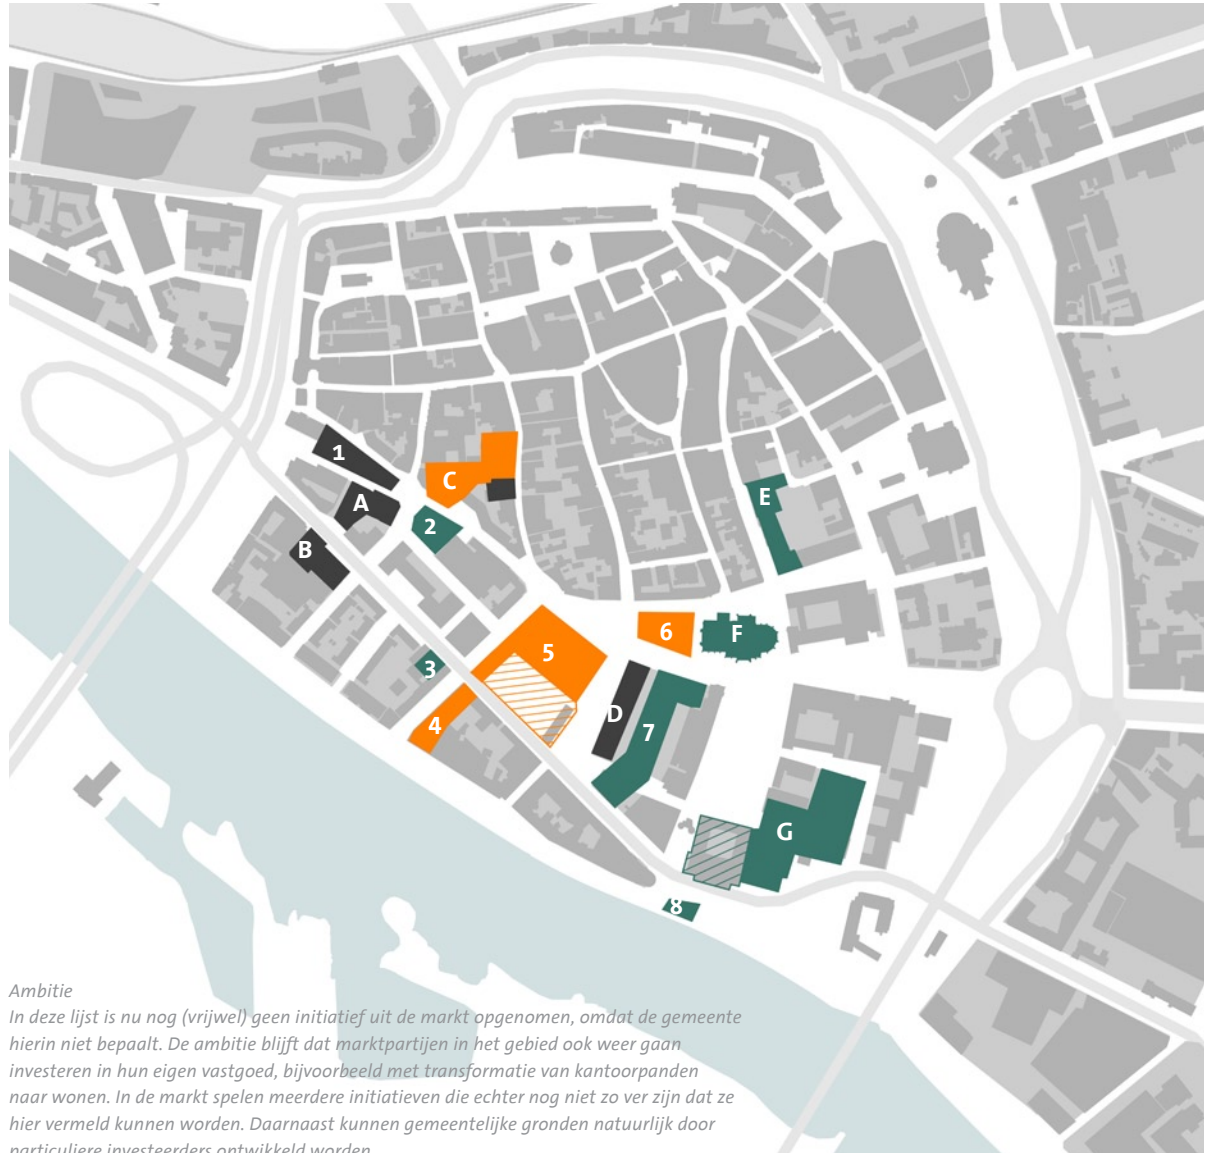 1
C
A
2
E
B
6
F
5
3
D
4
7
G
8
Ambitie
In deze lijst is nu nog (vrijwel) geen initiatief uit de markt opgenomen, omdat de gemeente
hierin niet bepaalt. De ambitie blijft dat marktpartijen in het gebied ook weer gaan
investeren in hun eigen vastgoed, bijvoorbeeld met transformatie van kantoorpanden
naar wonen. In de markt spelen meerdere initiatieven die echter nog niet zo ver zijn dat ze
hier vermeld kunnen worden. Daarnaast kunnen gemeentelijke gronden natuurlijk door
particuliere investeerders ontwikkeld worden.